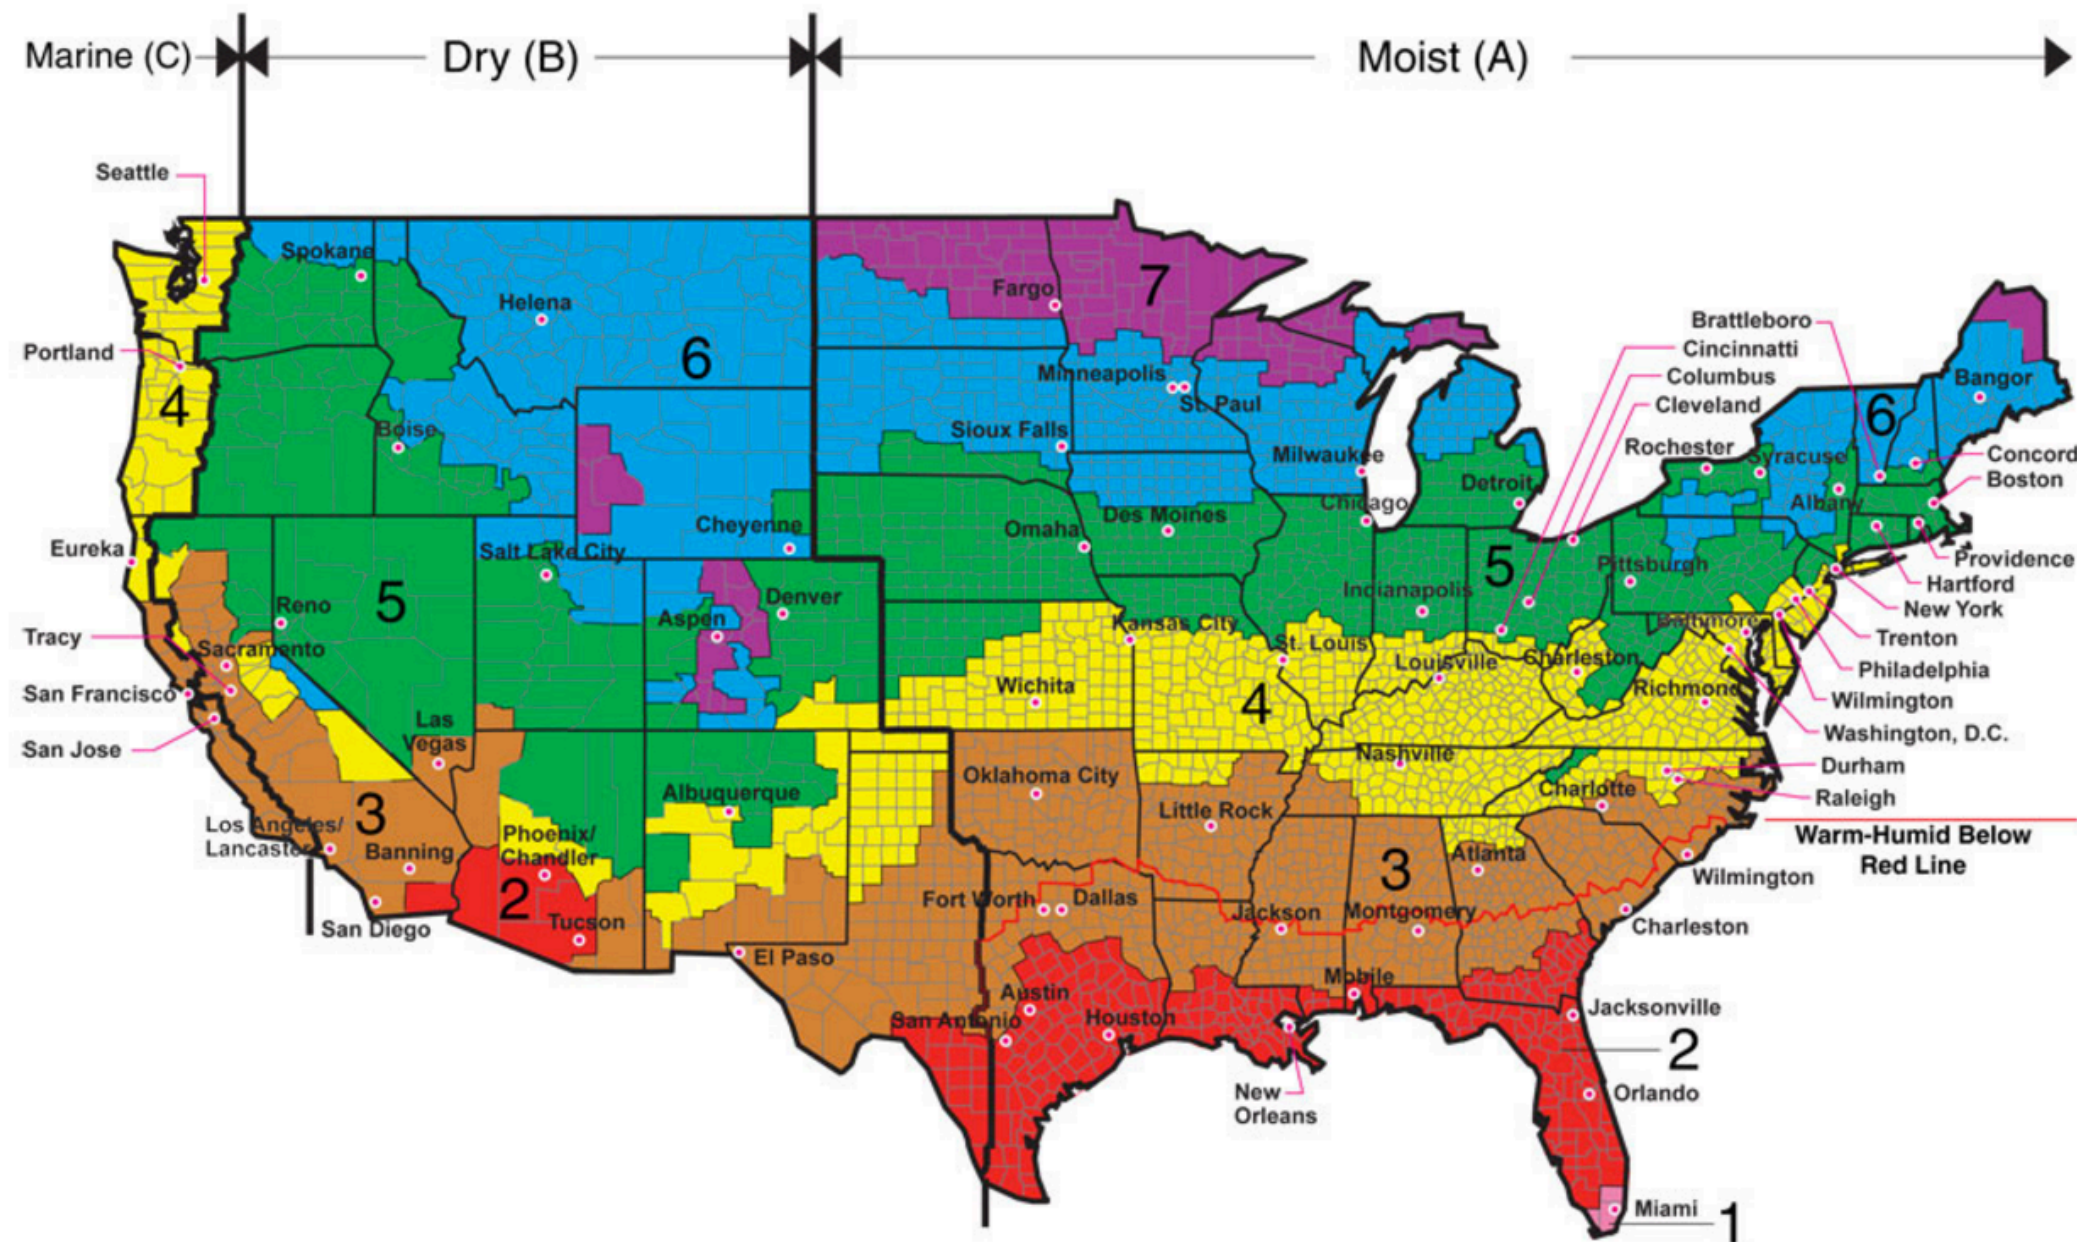 Marine (C)
Dry (B)
Moist (A)
Seattle
Spokane
Helena
Fargo
7
Brattleboro
Cincinnatti
Columbus
Cleveland
Portland
6
Minneapolis
St. Paul
Bangor
4
Boise
Sioux Falls
Milwaukee
Rochester
Syracuse
6
Concord
Boston
Detroit
Chicago
Albany
Cheyenne
Omaha
Des Moines
Eureka
Salt Lake City
5
Pittsburgh
Providence
Hartford
New York
5
Reno
Denver
Indianapolis
Aspen
Kansas City
Baltimore
Trenton
Tracy
Sacramento
St. Louis
Louisville
Charleston
Philadelphia
San Francisco
Wichita
4
Richmond
Wilmington
Las
Vegas
Washington, D.C.
San Jose
Nashville
Durham
Oklahoma City
Albuquerque
Charlotte
Raleigh
3
Little Rock
Los Angeles/
Lancaster
Phoenix/
Chandler
Banning
Atlanta
3
Warm-Humid Below
Red Line
Wilmington
2
Fort Worth
Dallas
Jackson
Montgomery
Tucson
San Diego
Charleston
El Paso
Mobile
Austin
San Antonio
Houston
Jacksonville
2
New
Orleans
Orlando
Miami
1